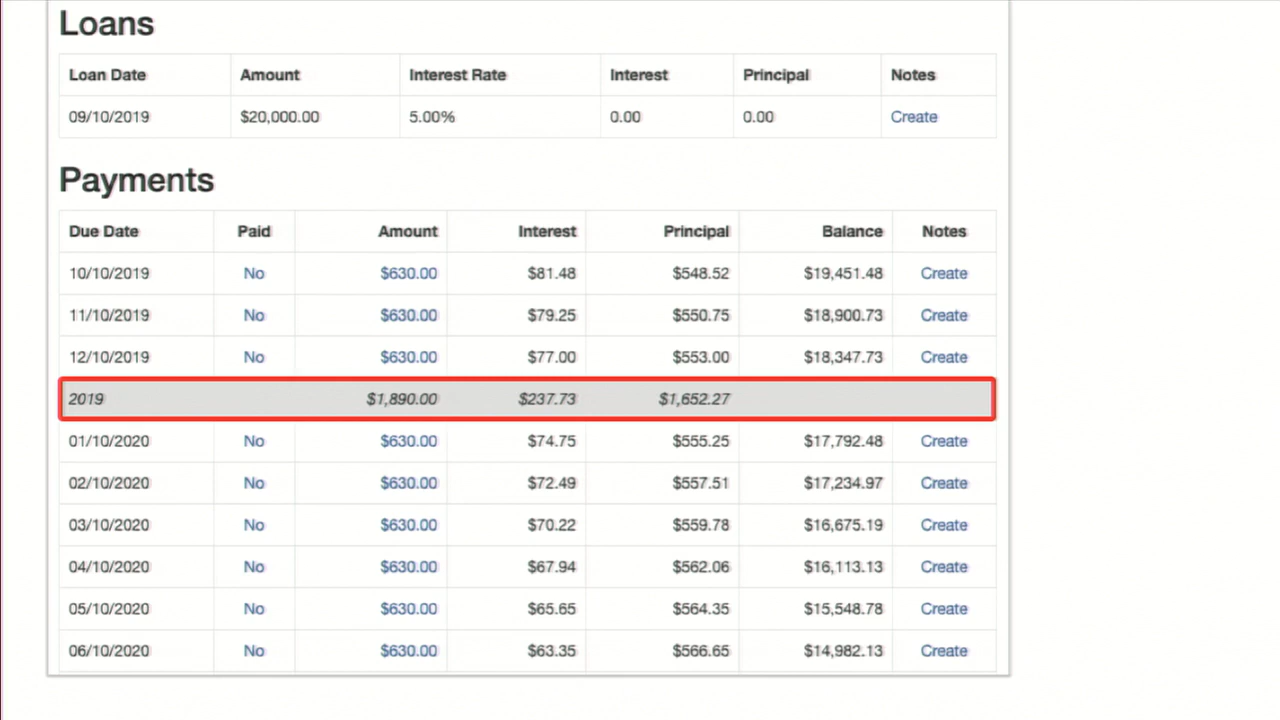 Loans
Loan Date Amount Interest Rate Interest Principal Notes
09/10/2019 $20,000.00 5.00% 0.00 0.00 Create
Payments
Due Date Paid Amount Interest Principal Balance Notes
10/10/2019 No $630.00 $81.48 $548.52 $19,451.48 Create
11/10/2019 No $630.00 $79.25 $550.75 $18,900.73 Create
12/10/2019 No $630.00 $77.00 $553.00 $18,347.73 Create
2019 $1,890.00 $237.73 $1,652.27
01/10/2020 No $630.00 $74.75 $555.25 $17,792.48 Create
02/10/2020 No $630.00 $72.49 $557.51 $17,234.97 Create
03/10/2020 No $630.00 $70.22 $559.78 $16,675.19 Create
04/10/2020 No $630.00 $67.94 $562.06 $16,113.13 Create
05/10/2020 No $630.00 $65.65 $564.35 $15,548.78 Create
06/10/2020 No $630.00 $63.35 $566.65 $14,982.13 Create